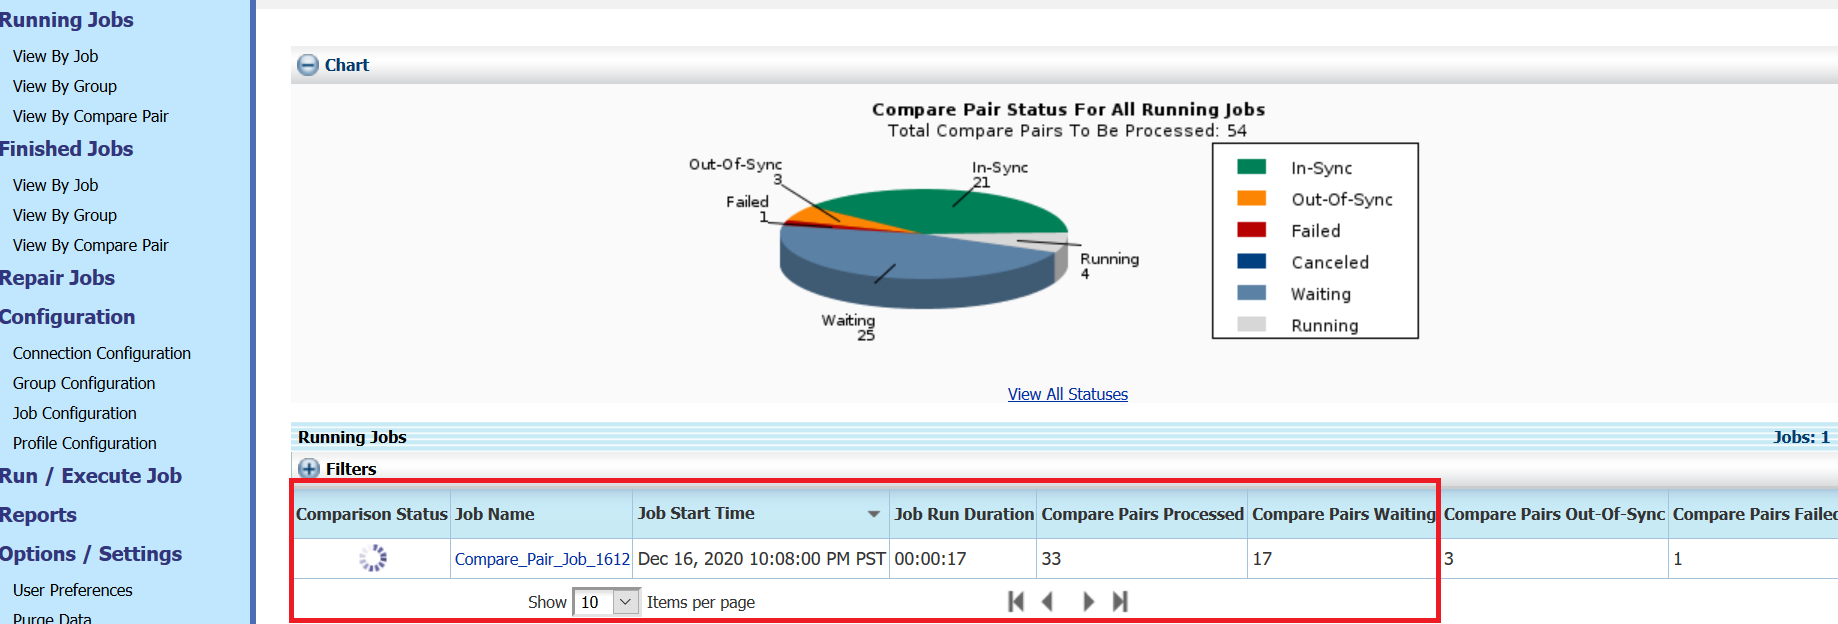 Running Jobs
View By Job
View By Group
View By Compare Pair
Finished Jobs
View By Job
View By Group
View By Compare Pair
Repair Jobs
Configuration
Connection Configuration
Group Configuration
Job Configuration
Profile Configuration
Run / Execute Job
Reports
Options / Settings
User Preferences
Purge Data
Chart
Compare Pair Status For All Running Jobs
Total Compare Pairs To Be Processed: 54
Out-Of-Sync
3
In-Sync
21
Failed
1
Running
4
Waiting
25
In-Sync
Out-Of-Sync
Failed
Canceled
Waiting
Running
View All Statuses
Running Jobs Jobs: 1
Filters
Comparison Status Job Name Job Start Time Job Run Duration Compare Pairs Processed Compare Pairs Waiting Compare Pairs Out-Of-Sync Compare Pairs Failed
Compare_Pair_Job_1612 Dec 16, 2020 10:08:00 PM PST 00:00:17 33 17 3 1
Show 10 Items per page